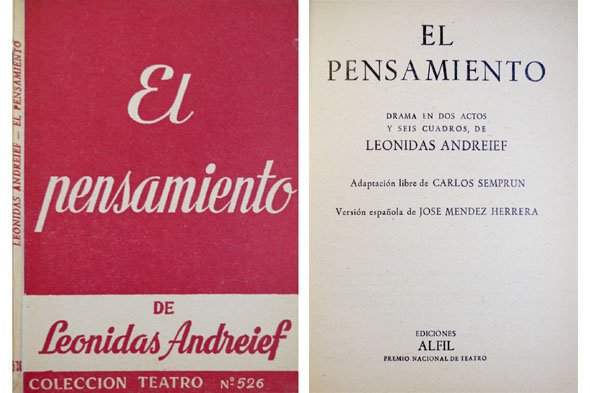 LEONIDAS ANDREIEF – EL PENSAMIENTO
El
pensamiento
DE
Leonidas Andreief
COLECCION TEATRO Nº 526
EL
PENSAMIENTO
DRAMA EN DOS ACTOS
Y SEIS CUADROS, DE
LEONIDAS ANDREIEF
Adaptación libre de CARLOS SEMPRUN
Versión española de JOSE MENDEZ HERRERA
EDICIONES
ALFIL
PREMIO NACIONAL DE TEATRO